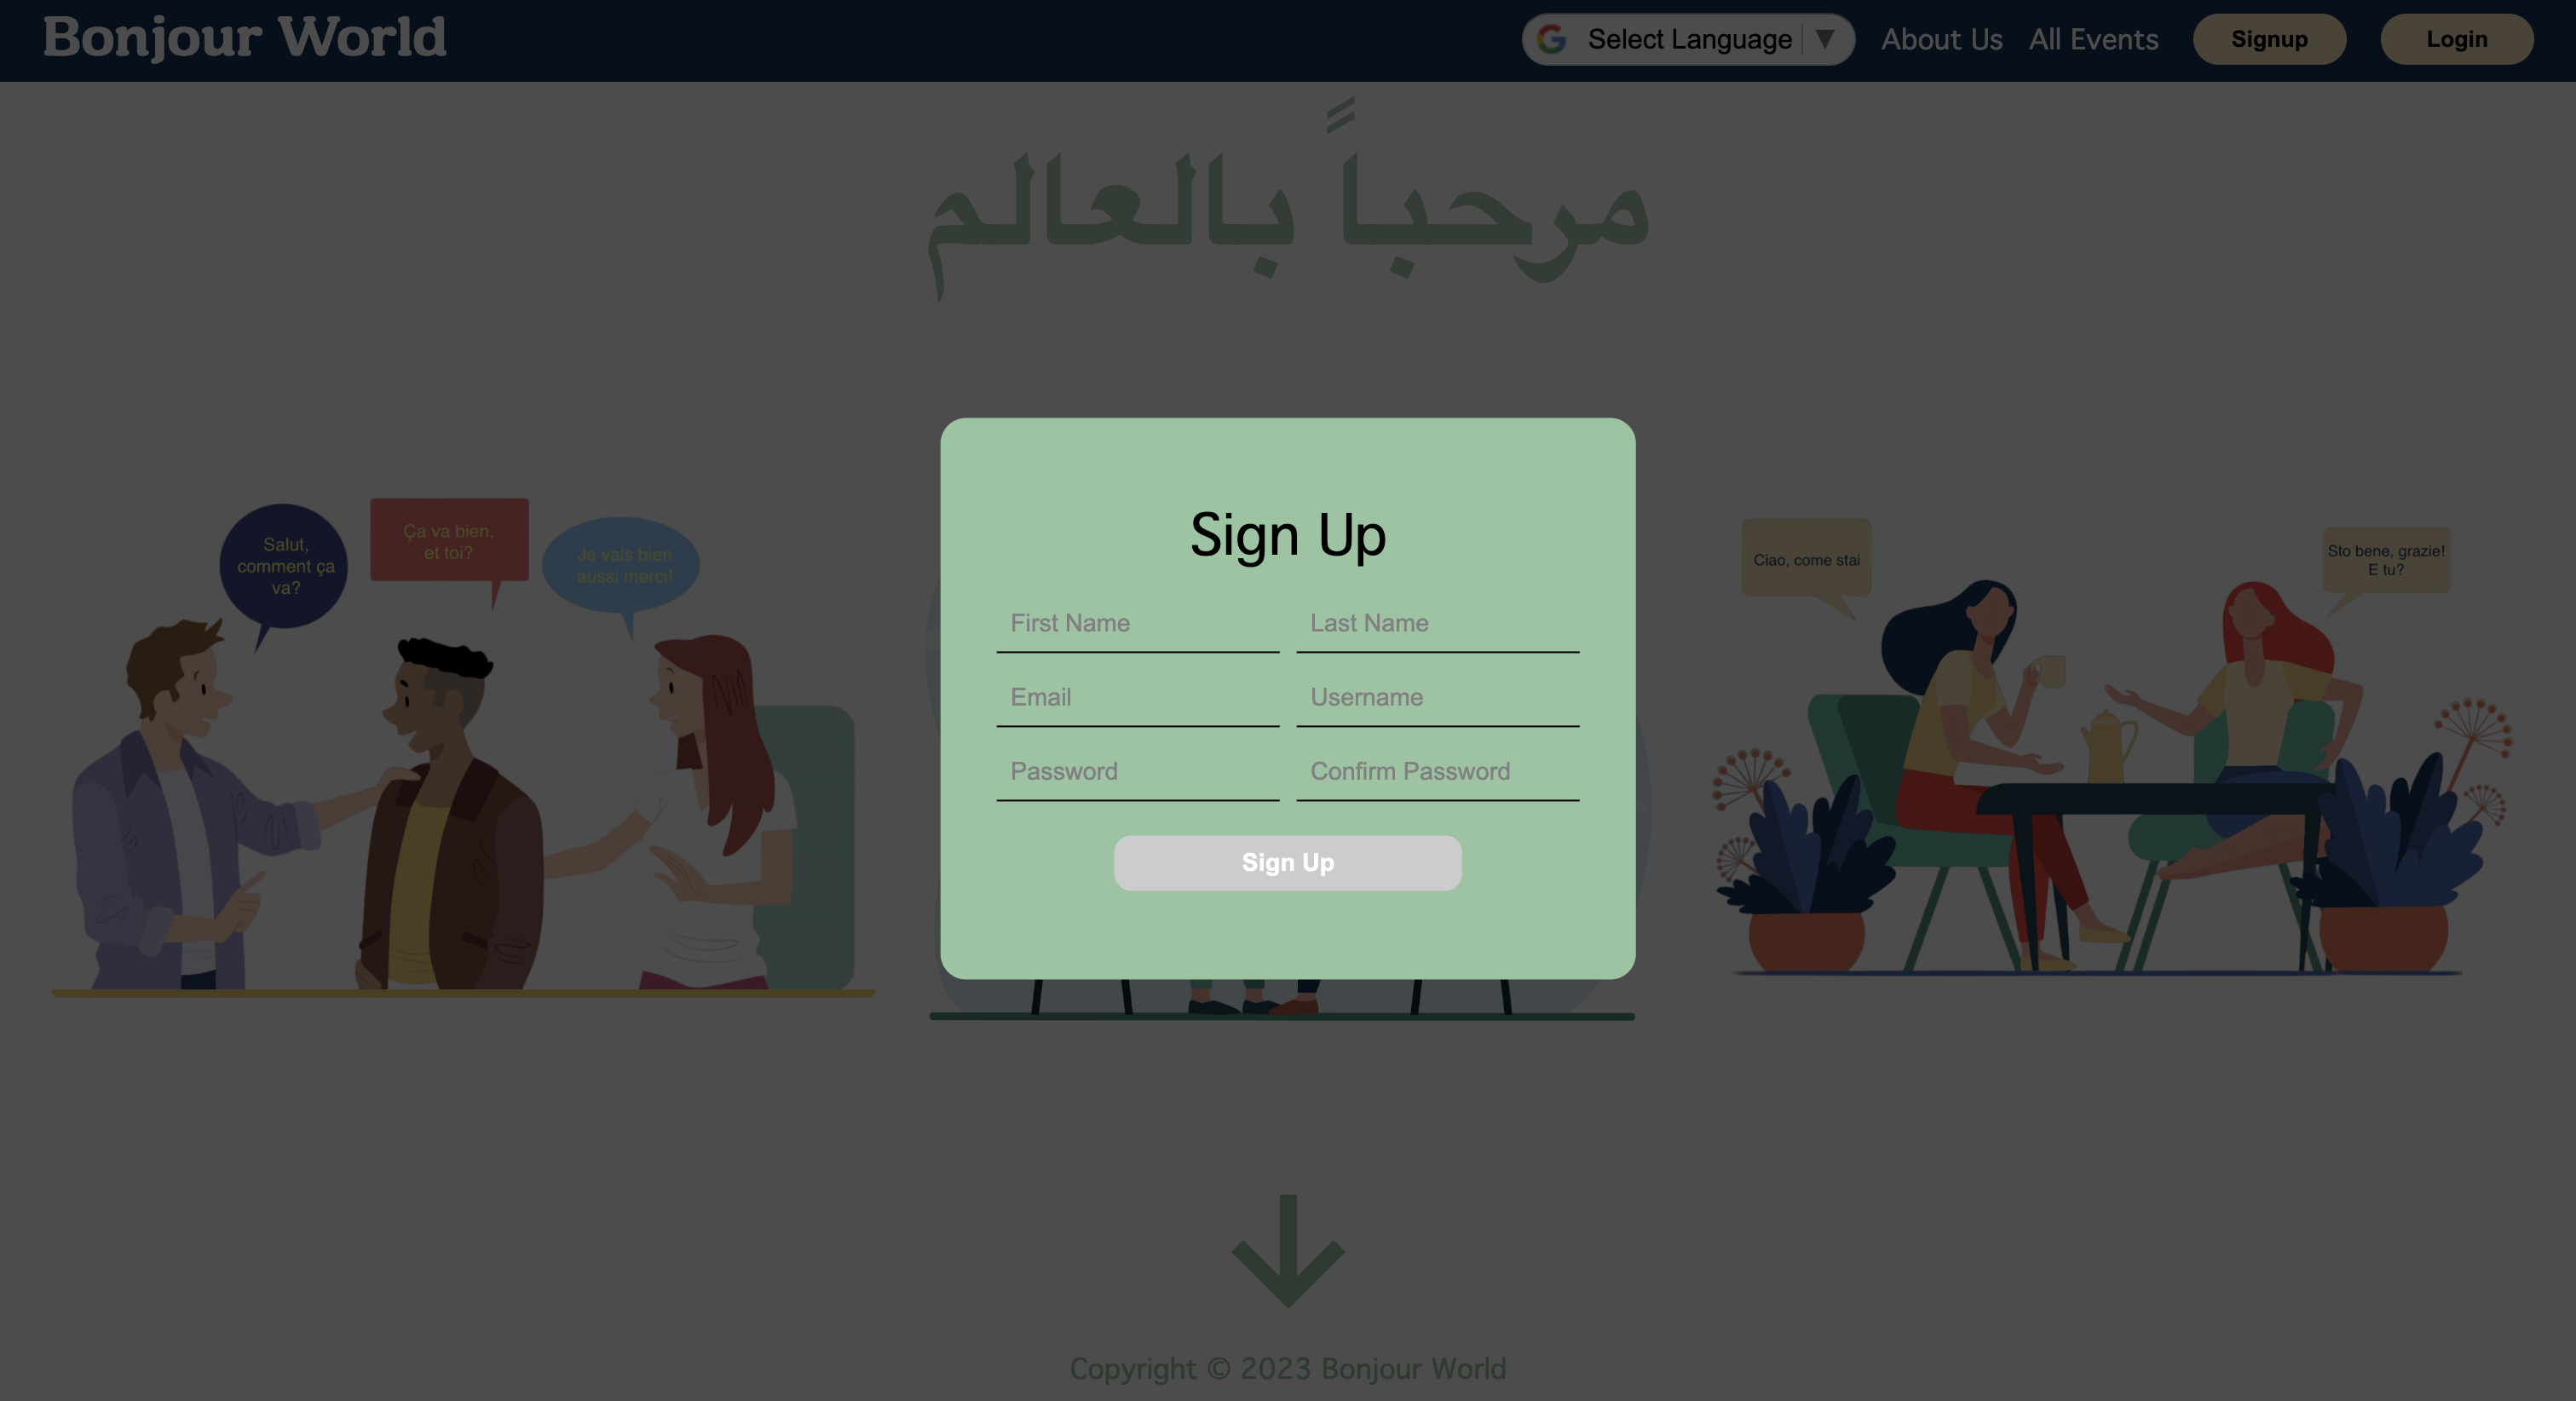 Bonjour World
Select Language ▼
About Us
All Events
Signup
Login
مرحباً بالعالم
Salut,
comment ça
va?
Ça va bien,
et toi?
Je vais bien
aussi merci!
Sign Up
First Name
Last Name
Email
Username
Password
Confirm Password
Sign Up
Ciao, come stai
Sto bene, grazie!
E tu?
Copyright © 2023 Bonjour World